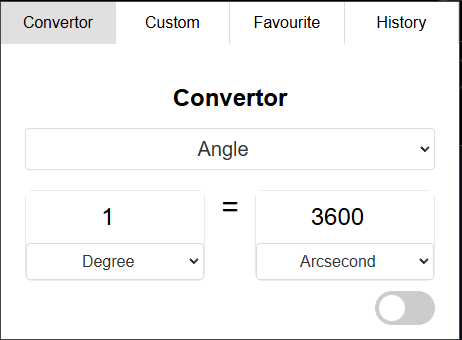 Convertor Custom Favourite History
Convertor
Angle
1 = 3600
Degree Arcsecond